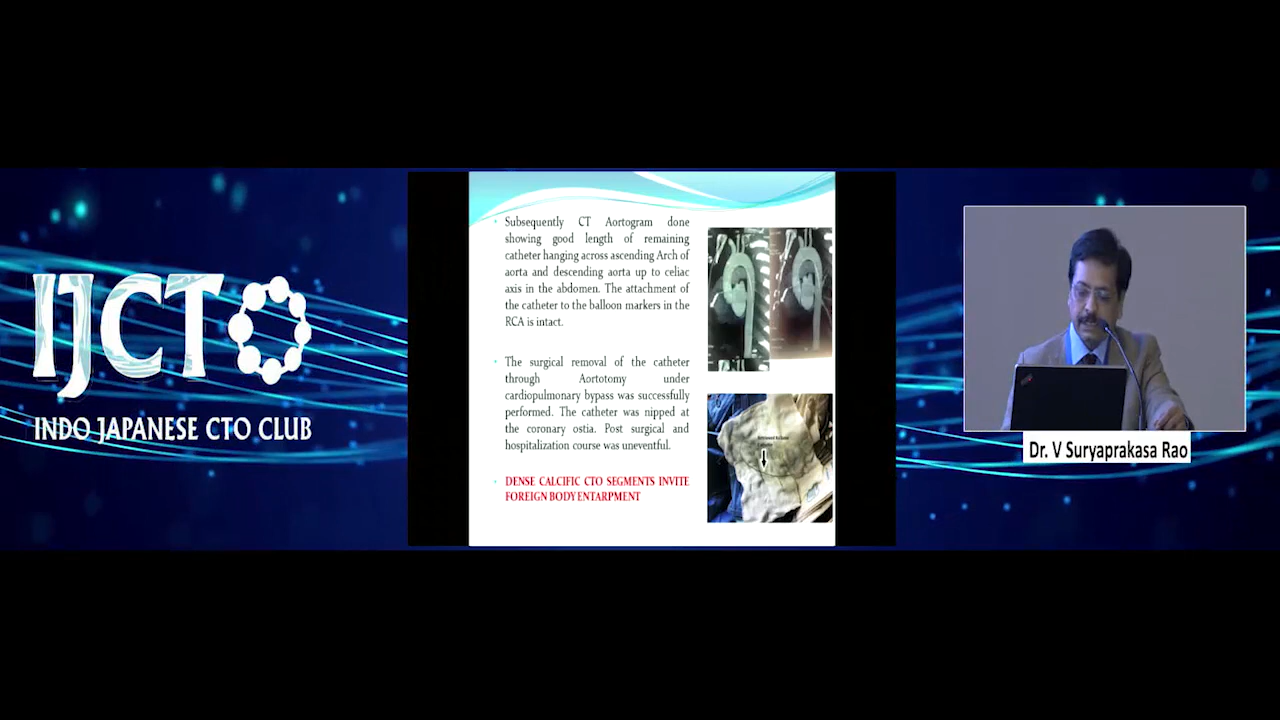 IJCTO
INDO JAPANESE CTO CLUB
Subsequently CT Aortogram done
showing good length of remaining
catheter hanging across ascending Arch of
aorta and descending aorta up to celiac
axis in the abdomen. The attachment of
the catheter to the balloon markers in the
RCA is intact.
The surgical removal of the catheter
through Aortotomy under
cardiopulmonary bypass was successfully
performed. The catheter was nipped at
the coronary ostia. Post surgical and
hospitalization course was uneventful.
DENSE CALCIFIC CTO SEGMENTS INVITE
FOREIGN BODY ENTARPMENT
Dr. V Suryaprakasa Rao